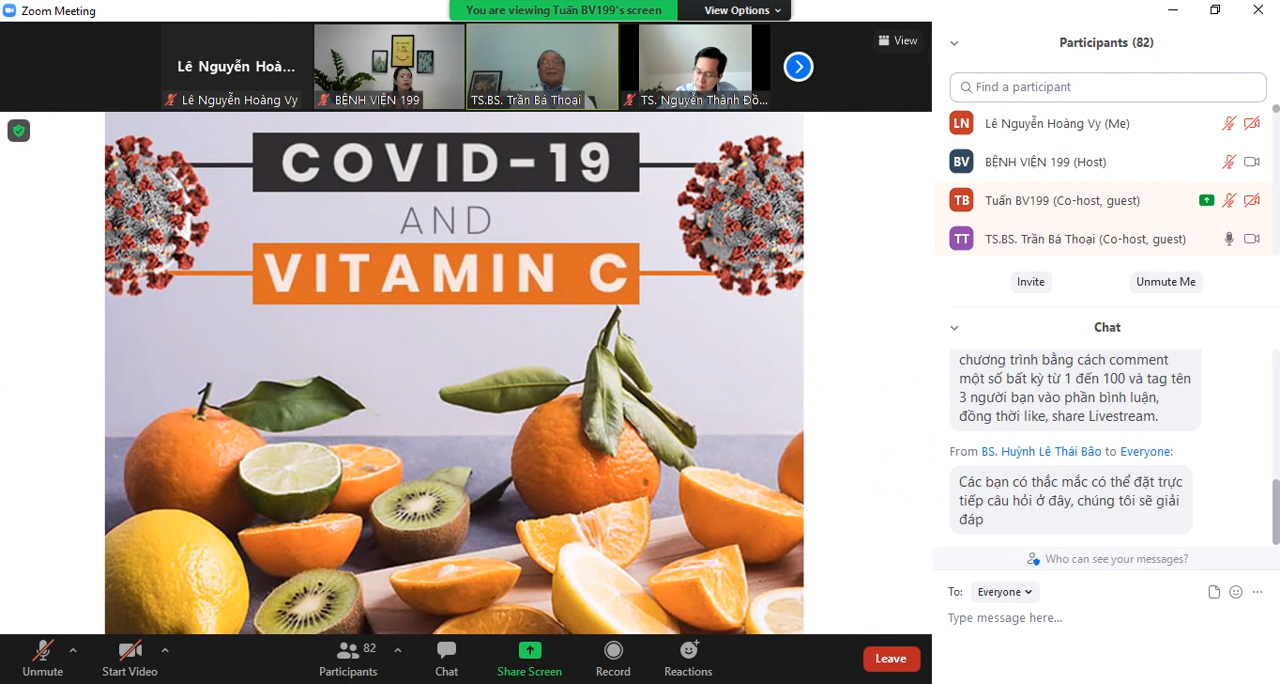 Zoom Meeting
You are viewing Tuấn BV199's screen
View Options
Lê Nguyễn Hoà...
Lê Nguyễn Hoàng Vy
BỆNH VIỆN 199
TS.BS. Trần Bá Thoại
TS. Nguyễn Thành Đồ...
View
COVID-19
AND
VITAMIN C
Participants (82)
Find a participant
LN Lê Nguyễn Hoàng Vy (Me)
BV BỆNH VIỆN 199 (Host)
TB Tuấn BV199 (Co-host, guest)
TT TS.BS. Trần Bá Thoại (Co-host, guest)
Invite
Unmute Me
Chat
chương trình bằng cách comment
một số bất kỳ từ 1 đến 100 và tag tên
3 người bạn vào phần bình luận,
đồng thời like, share Livestream.
From BS. Huỳnh Lê Thái Bão to Everyone:
Các bạn có thắc mắc có thể đặt trực
tiếp câu hỏi ở đây, chúng tôi sẽ giải
đáp
Who can see your messages?
To: Everyone
Type message here...
Unmute
Start Video
82
Participants
Chat
Share Screen
Record
Reactions
Leave